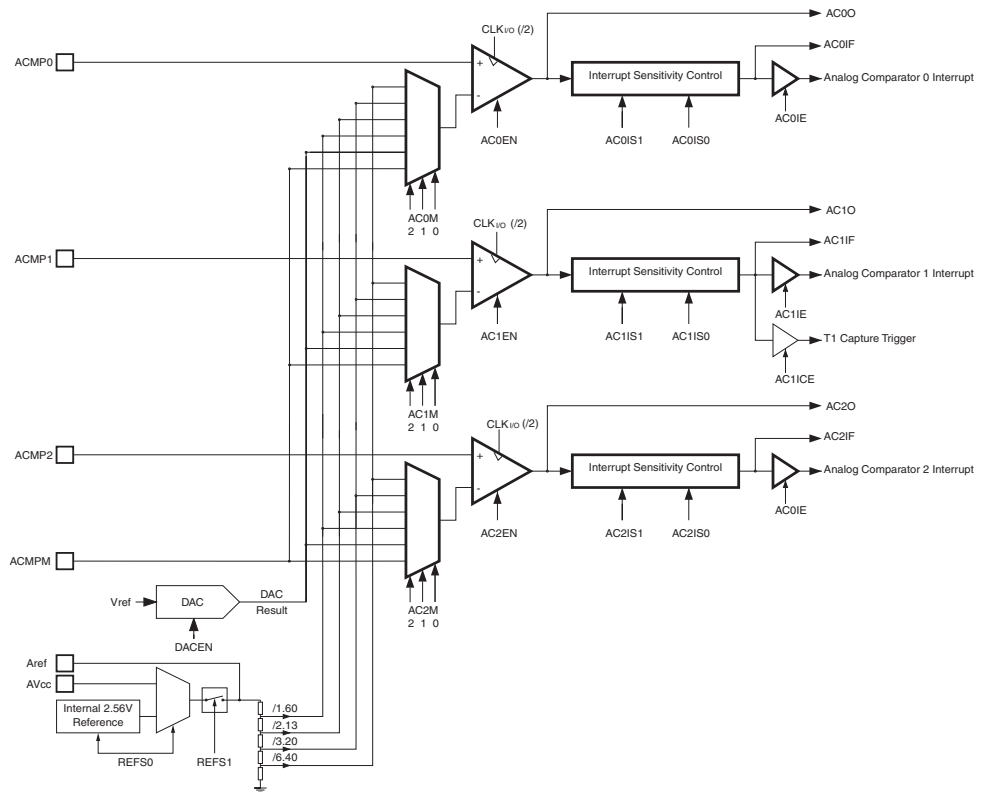 AC0O
CLKI/O (/2)
AC0IF
ACMP0
+
Interrupt Sensitivity Control
Analog Comparator 0 Interrupt
-
AC0IE
AC0EN
AC0IS1
AC0IS0
AC0M
2 1 0
AC1O
CLKI/O (/2)
AC1IF
ACMP1
+
Interrupt Sensitivity Control
Analog Comparator 1 Interrupt
-
AC1IE
AC1EN
AC1IS1
AC1IS0
T1 Capture Trigger
AC1ICE
AC1M
2 1 0
AC2O
CLKI/O (/2)
AC2IF
ACMP2
+
Interrupt Sensitivity Control
Analog Comparator 2 Interrupt
-
AC0IE
AC2EN
AC2IS1
AC2IS0
ACMPM
AC2M
2 1 0
Vref
DAC
DAC
Result
DACEN
Aref
AVcc
Internal 2.56V
Reference
/1.60
/2.13
/3.20
/6.40
REFS0
REFS1